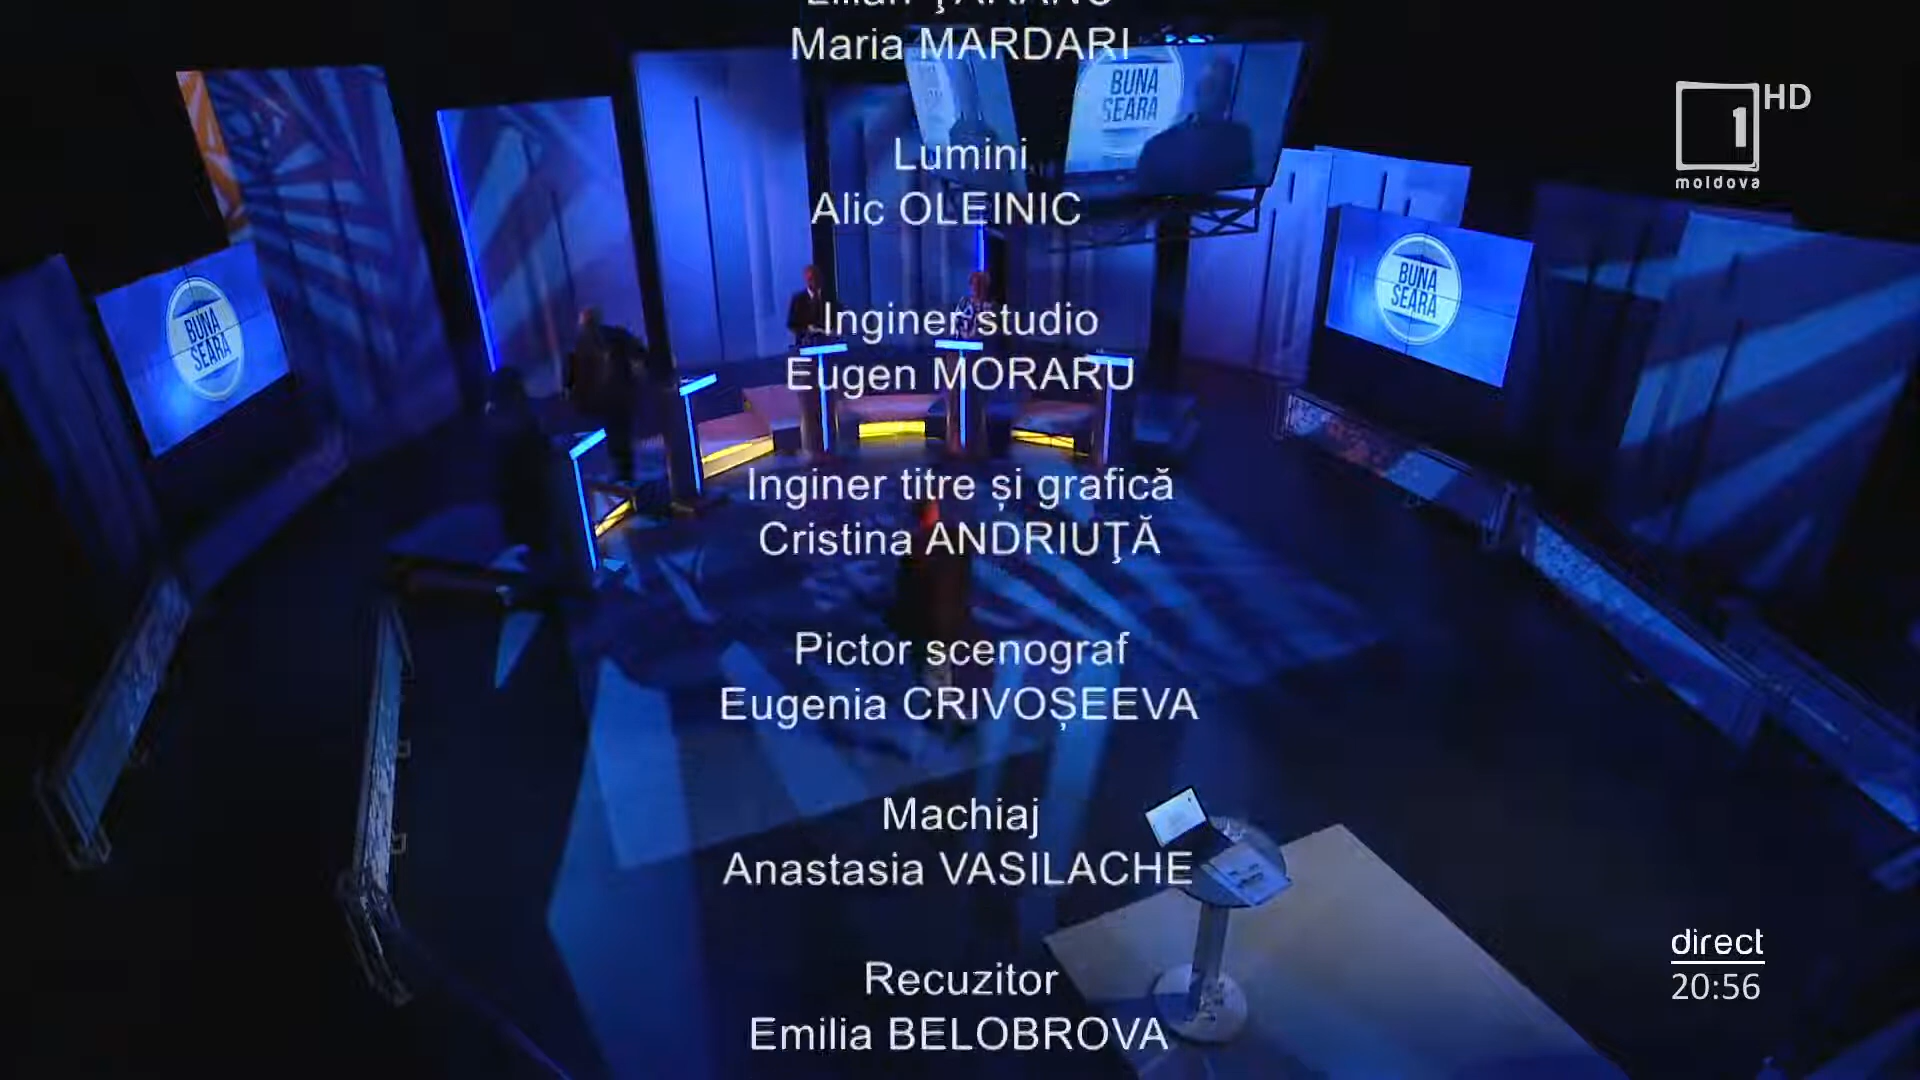 Maria MARDARI
BUNA
SEARA
HD
1
moldova
Lumini
Alic OLEINIC
BUNA
SEARA
BUNA
SEARA
Inginer studio
Eugen MORARU
Inginer titre și grafică
Cristina ANDRIUŢĂ
Pictor scenograf
Eugenia CRIVOȘEEVA
Machiaj
Anastasia VASILACHE
Recuzitor
Emilia BELOBROVA
direct
20:56